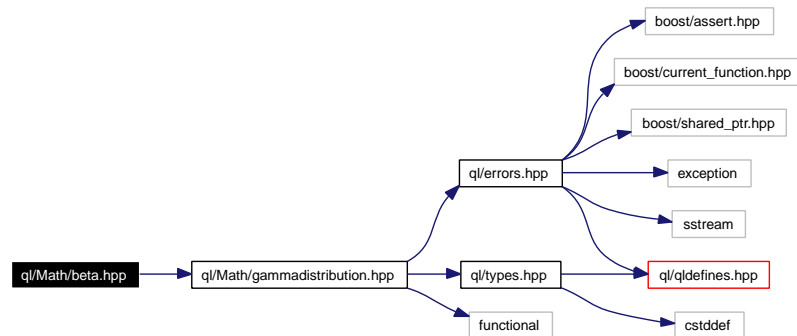 boost/assert.hpp
boost/current_function.hpp
boost/shared_ptr.hpp
ql/errors.hpp
exception
sstream
ql/Math/beta.hpp
ql/Math/gammadistribution.hpp
ql/types.hpp
ql/qldefines.hpp
functional
cstddef